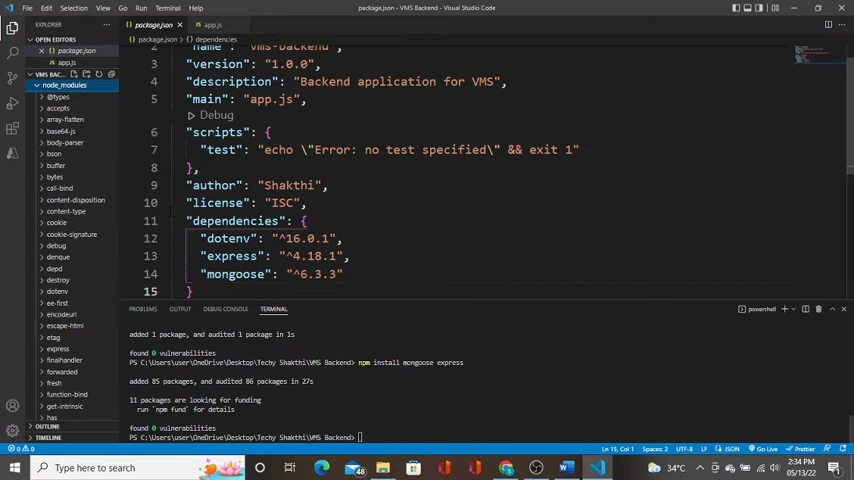 File Edit Selection View Go Run Terminal Help
package.json - VMS Backend - Visual Studio Code
EXPLORER
OPEN EDITORS
package.json
app.js
VMS BAC...
node_modules
@types
accepts
array-flatten
base64-js
body-parser
bson
buffer
bytes
call-bind
content-disposition
content-type
cookie
cookie-signature
debug
denque
depd
destroy
dotenv
ee-first
encodeurl
escape-html
etag
express
finalhandler
forwarded
fresh
function-bind
get-intrinsic
has
OUTLINE
TIMELINE
package.json
app.js
package.json > dependencies
2 "name": "vms-backend",
3 "version": "1.0.0",
4 "description": "Backend application for VMS",
5 "main": "app.js",
Debug
6 "scripts": {
7 "test": "echo \"Error: no test specified\" && exit 1"
8 },
9 "author": "Shakthi",
10 "license": "ISC",
11 "dependencies": {
12 "dotenv": "^16.0.1",
13 "express": "^4.18.1",
14 "mongoose": "^6.3.3"
15 }
PROBLEMS OUTPUT DEBUG CONSOLE TERMINAL
powershell
added 1 package, and audited 1 package in 1s
found 0 vulnerabilities
PS C:\Users\user\OneDrive\Desktop\Techy Shakthi\VMS Backend> npm install mongoose express
added 85 packages, and audited 86 packages in 27s
11 packages are looking for funding
run `npm fund` for details
found 0 vulnerabilities
PS C:\Users\user\OneDrive\Desktop\Techy Shakthi\VMS Backend>
0 0
Ln 15, Col 1 Spaces: 2 UTF-8 LF JSON Go Live Prettier
Type here to search
48
34°C
2:34 PM
05/13/22